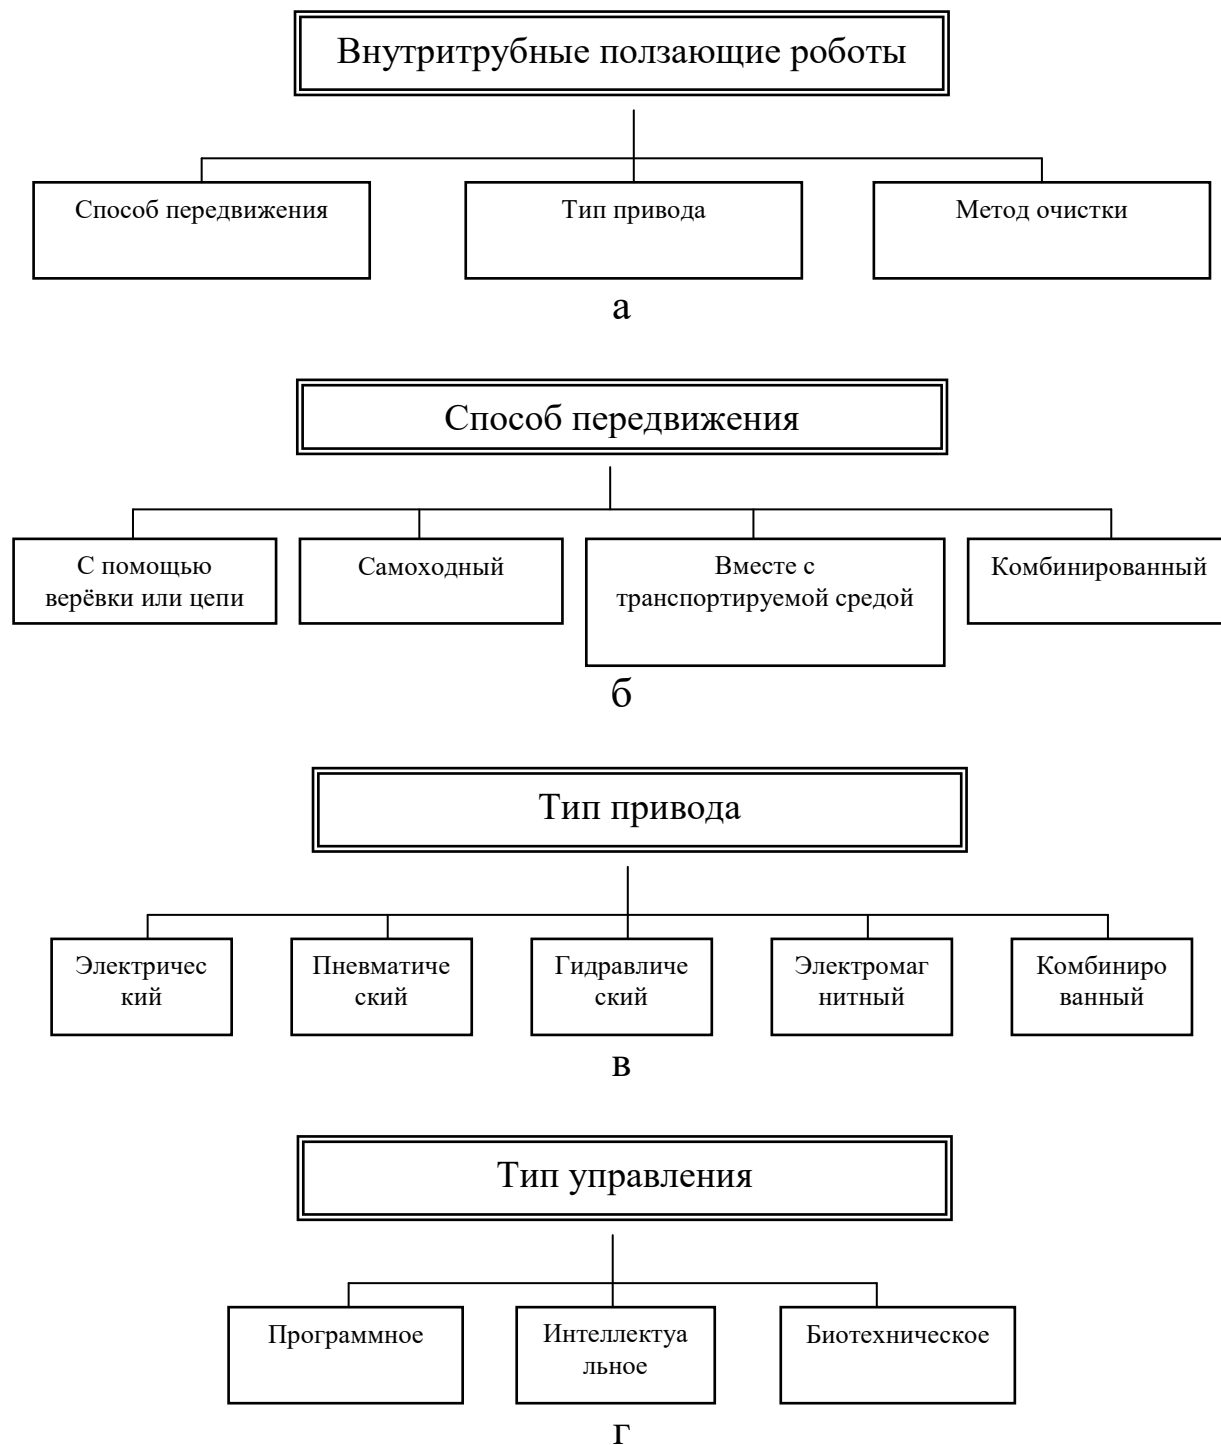 Внутритрубные ползающие роботы
Способ передвижения
Тип привода
Метод очистки
а
Способ передвижения
С помощью
верёвки или цепи
Самоходный
Вместе с
транспортируемой средой
Комбинированный
б
Тип привода
Электричес
кий
Пневматиче
ский
Гидравличе
ский
Электромаг
нитный
Комбиниро
ванный
в
Тип управления
Программное
Интеллектуа
льное
Биотехническое
г